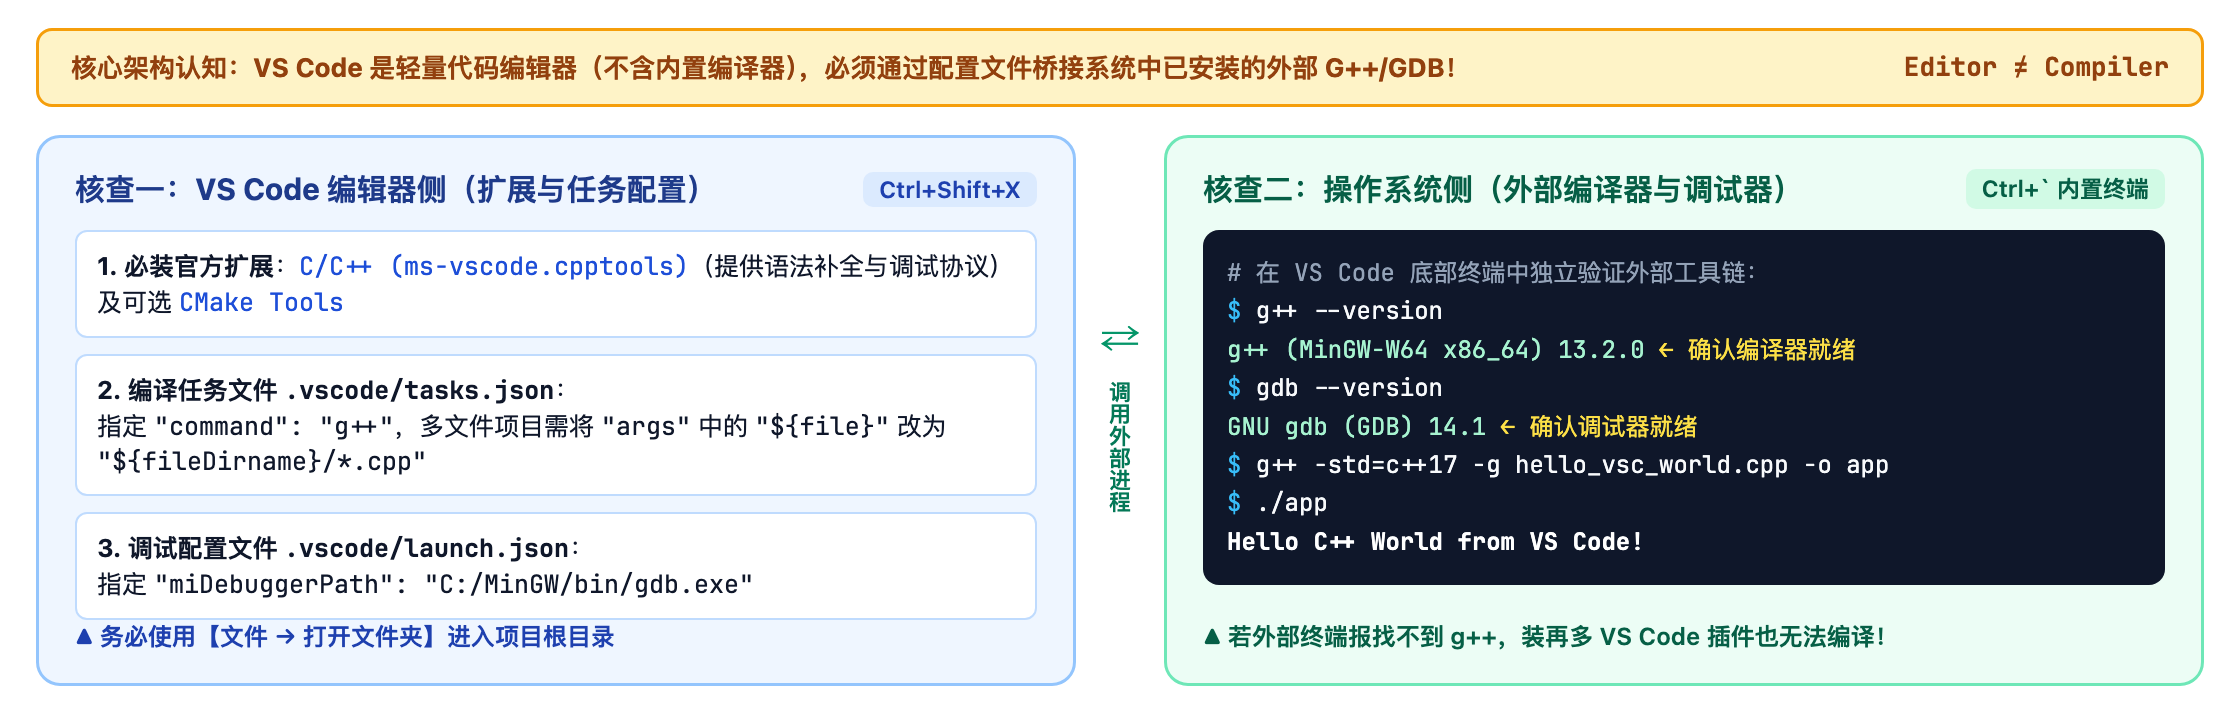 核心架构认知：VS Code 是轻量代码编辑器（不含内置编译器），必须通过配置文件桥接系统中已安装的外部 G++/GDB！
Editor ≠ Compiler
核查一：VS Code 编辑器侧（扩展与任务配置）
Ctrl+Shift+X
1. 必装官方扩展：C/C++ (ms-vscode.cpptools)（提供语法补全与调试协议）
及可选 CMake Tools
2. 编译任务文件 .vscode/tasks.json：
指定 "command": "g++"，多文件项目需将 "args" 中的 "${file}" 改为
"${fileDirname}/*.cpp"
3. 调试配置文件 .vscode/launch.json：
指定 "miDebuggerPath": "C:/MinGW/bin/gdb.exe"
▲ 务必使用【文件 → 打开文件夹】进入项目根目录
⇄
调用外部进程
核查二：操作系统侧（外部编译器与调试器）
Ctrl+` 内置终端
# 在 VS Code 底部终端中独立验证外部工具链：
$ g++ --version
g++ (MinGW-W64 x86_64) 13.2.0 ← 确认编译器就绪
$ gdb --version
GNU gdb (GDB) 14.1 ← 确认调试器就绪
$ g++ -std=c++17 -g hello_vsc_world.cpp -o app
$ ./app
Hello C++ World from VS Code!
▲ 若外部终端报找不到 g++，装再多 VS Code 插件也无法编译！